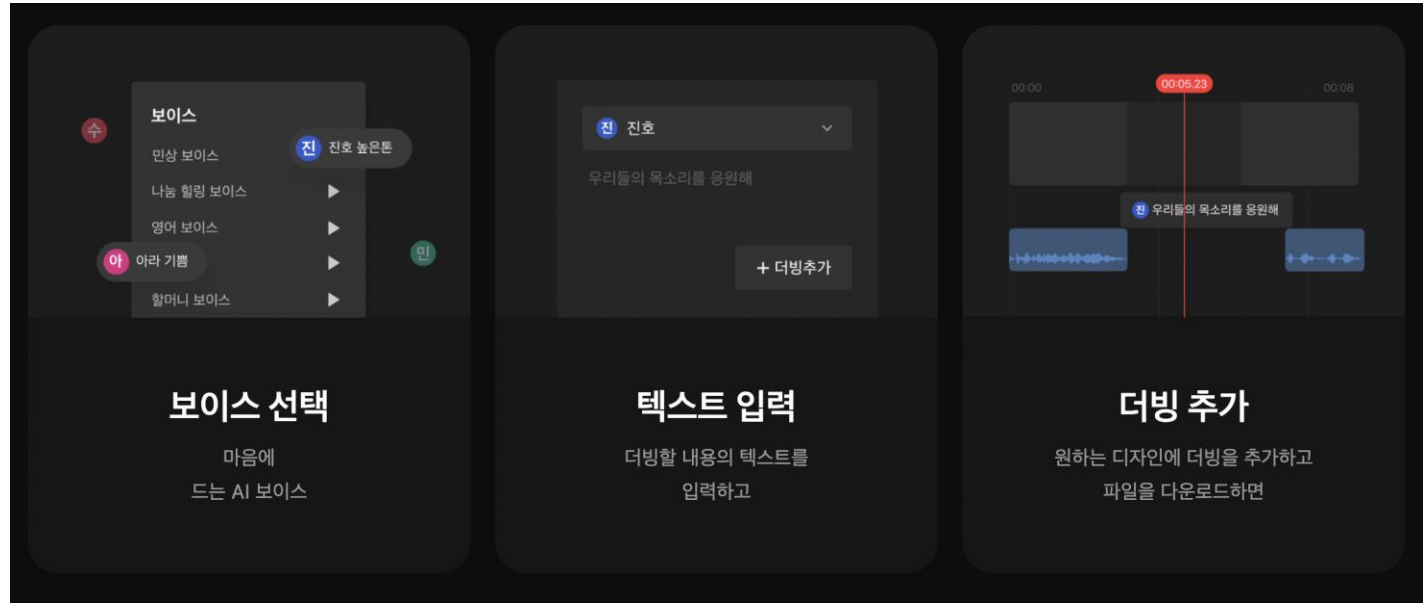 보이스
민상 보이스
나눔 힐링 보이스
영어 보이스
할머니 보이스
수
진 진호 높은톤
아 아라 기쁨
민
보이스 선택
마음에
드는 AI 보이스
진 진호
우리들의 목소리를 응원해
+ 더빙추가
텍스트 입력
더빙할 내용의 텍스트를
입력하고
00:00 00:05.23 00:08
진 우리들의 목소리를 응원해
더빙 추가
원하는 디자인에 더빙을 추가하고
파일을 다운로드하면